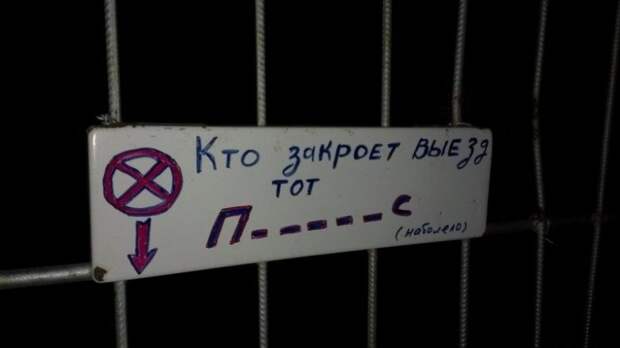 Кто закроет выезд
тот
П-----с
(наболело)